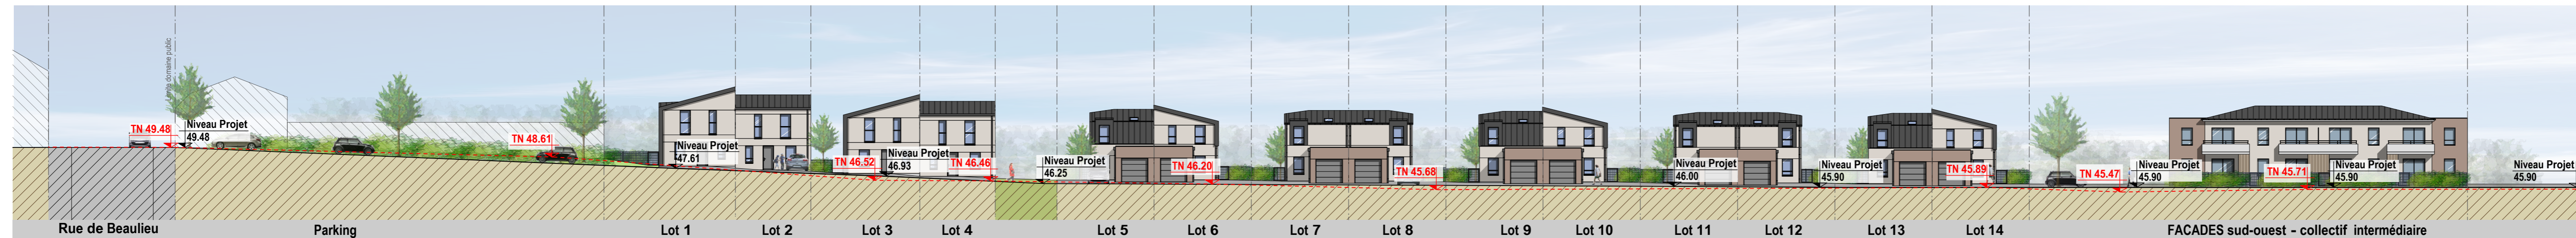 limite domaine public
TN 49.48
Niveau Projet
49.48
TN 48.61
Niveau Projet
47.61
TN 46.52
Niveau Projet
46.93
TN 46.46
Niveau Projet
46.25
TN 46.20
TN 45.68
Niveau Projet
46.00
Niveau Projet
45.90
TN 45.89
TN 45.47
Niveau Projet
45.90
TN 45.71
Niveau Projet
45.90
Niveau Projet
45.90
Rue de Beaulieu
Parking
Lot 1
Lot 2
Lot 3
Lot 4
Lot 5
Lot 6
Lot 7
Lot 8
Lot 9
Lot 10
Lot 11
Lot 12
Lot 13
Lot 14
FACADES sud-ouest - collectif intermédiaire